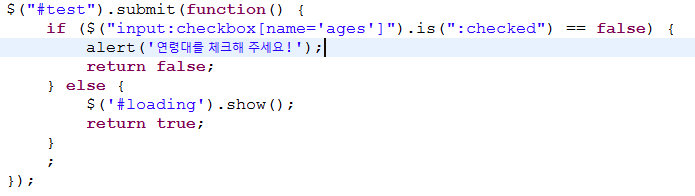 $("#test").submit(function() {
    if ($("input:checkbox[name='ages']").is(":checked") == false) {
        alert('연령대를 체크해 주세요!');
        return false;
    } else {
        $('#loading').show();
        return true;
    }
    ;
});